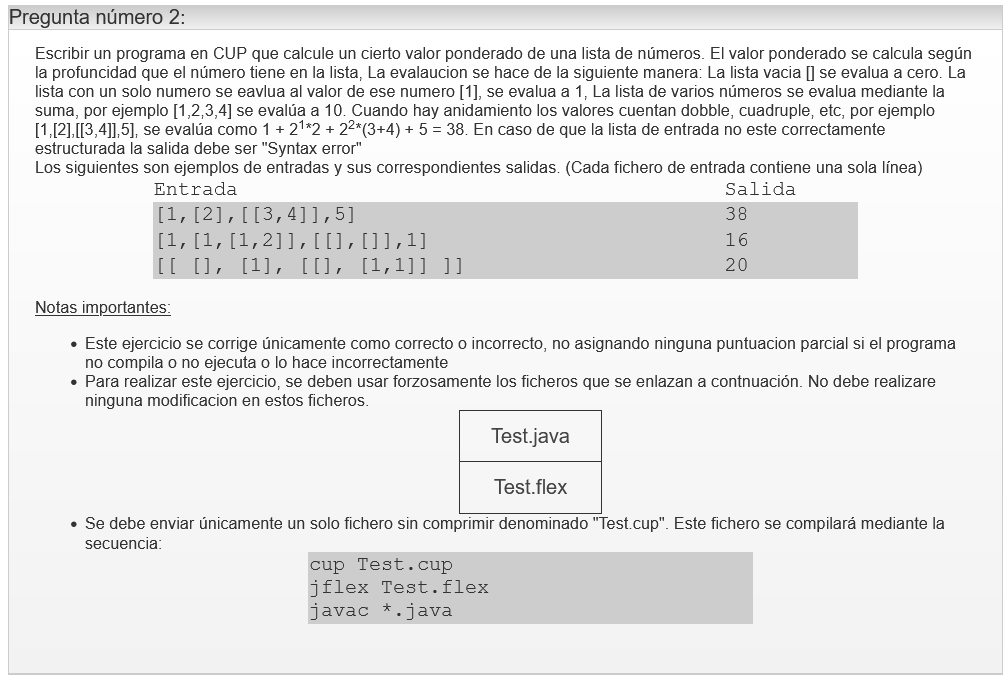 Pregunta número 2:
Escribir un programa en CUP que calcule un cierto valor ponderado de una lista de números. El valor ponderado se calcula según
la profuncidad que el número tiene en la lista, La evalaucion se hace de la siguiente manera: La lista vacia [] se evalua a cero. La
lista con un solo numero se eavlua al valor de ese numero [1], se evalua a 1, La lista de varios números se evalua mediante la
suma, por ejemplo [1,2,3,4] se evalúa a 10. Cuando hay anidamiento los valores cuentan dobble, cuadruple, etc, por ejemplo
[1,[2],[[3,4]],5], se evalúa como 1 + 2¹*2 + 2²*(3+4) + 5 = 38. En caso de que la lista de entrada no este correctamente
estructurada la salida debe ser "Syntax error"
Los siguientes son ejemplos de entradas y sus correspondientes salidas. (Cada fichero de entrada contiene una sola línea)
Entrada Salida
[1,[2],[[3,4]],5] 38
[1,[1,[1,2]],[[],[]],1] 16
[[ [], [1], [[], [1,1]] ]] 20
Notas importantes:
• Este ejercicio se corrige únicamente como correcto o incorrecto, no asignando ninguna puntuacion parcial si el programa
no compila o no ejecuta o lo hace incorrectamente
• Para realizar este ejercicio, se deben usar forzosamente los ficheros que se enlazan a contnuación. No debe realizare
ninguna modificacion en estos ficheros.
Test.java
Test.flex
• Se debe enviar únicamente un solo fichero sin comprimir denominado "Test.cup". Este fichero se compilará mediante la
secuencia:
cup Test.cup
jflex Test.flex
javac *.java